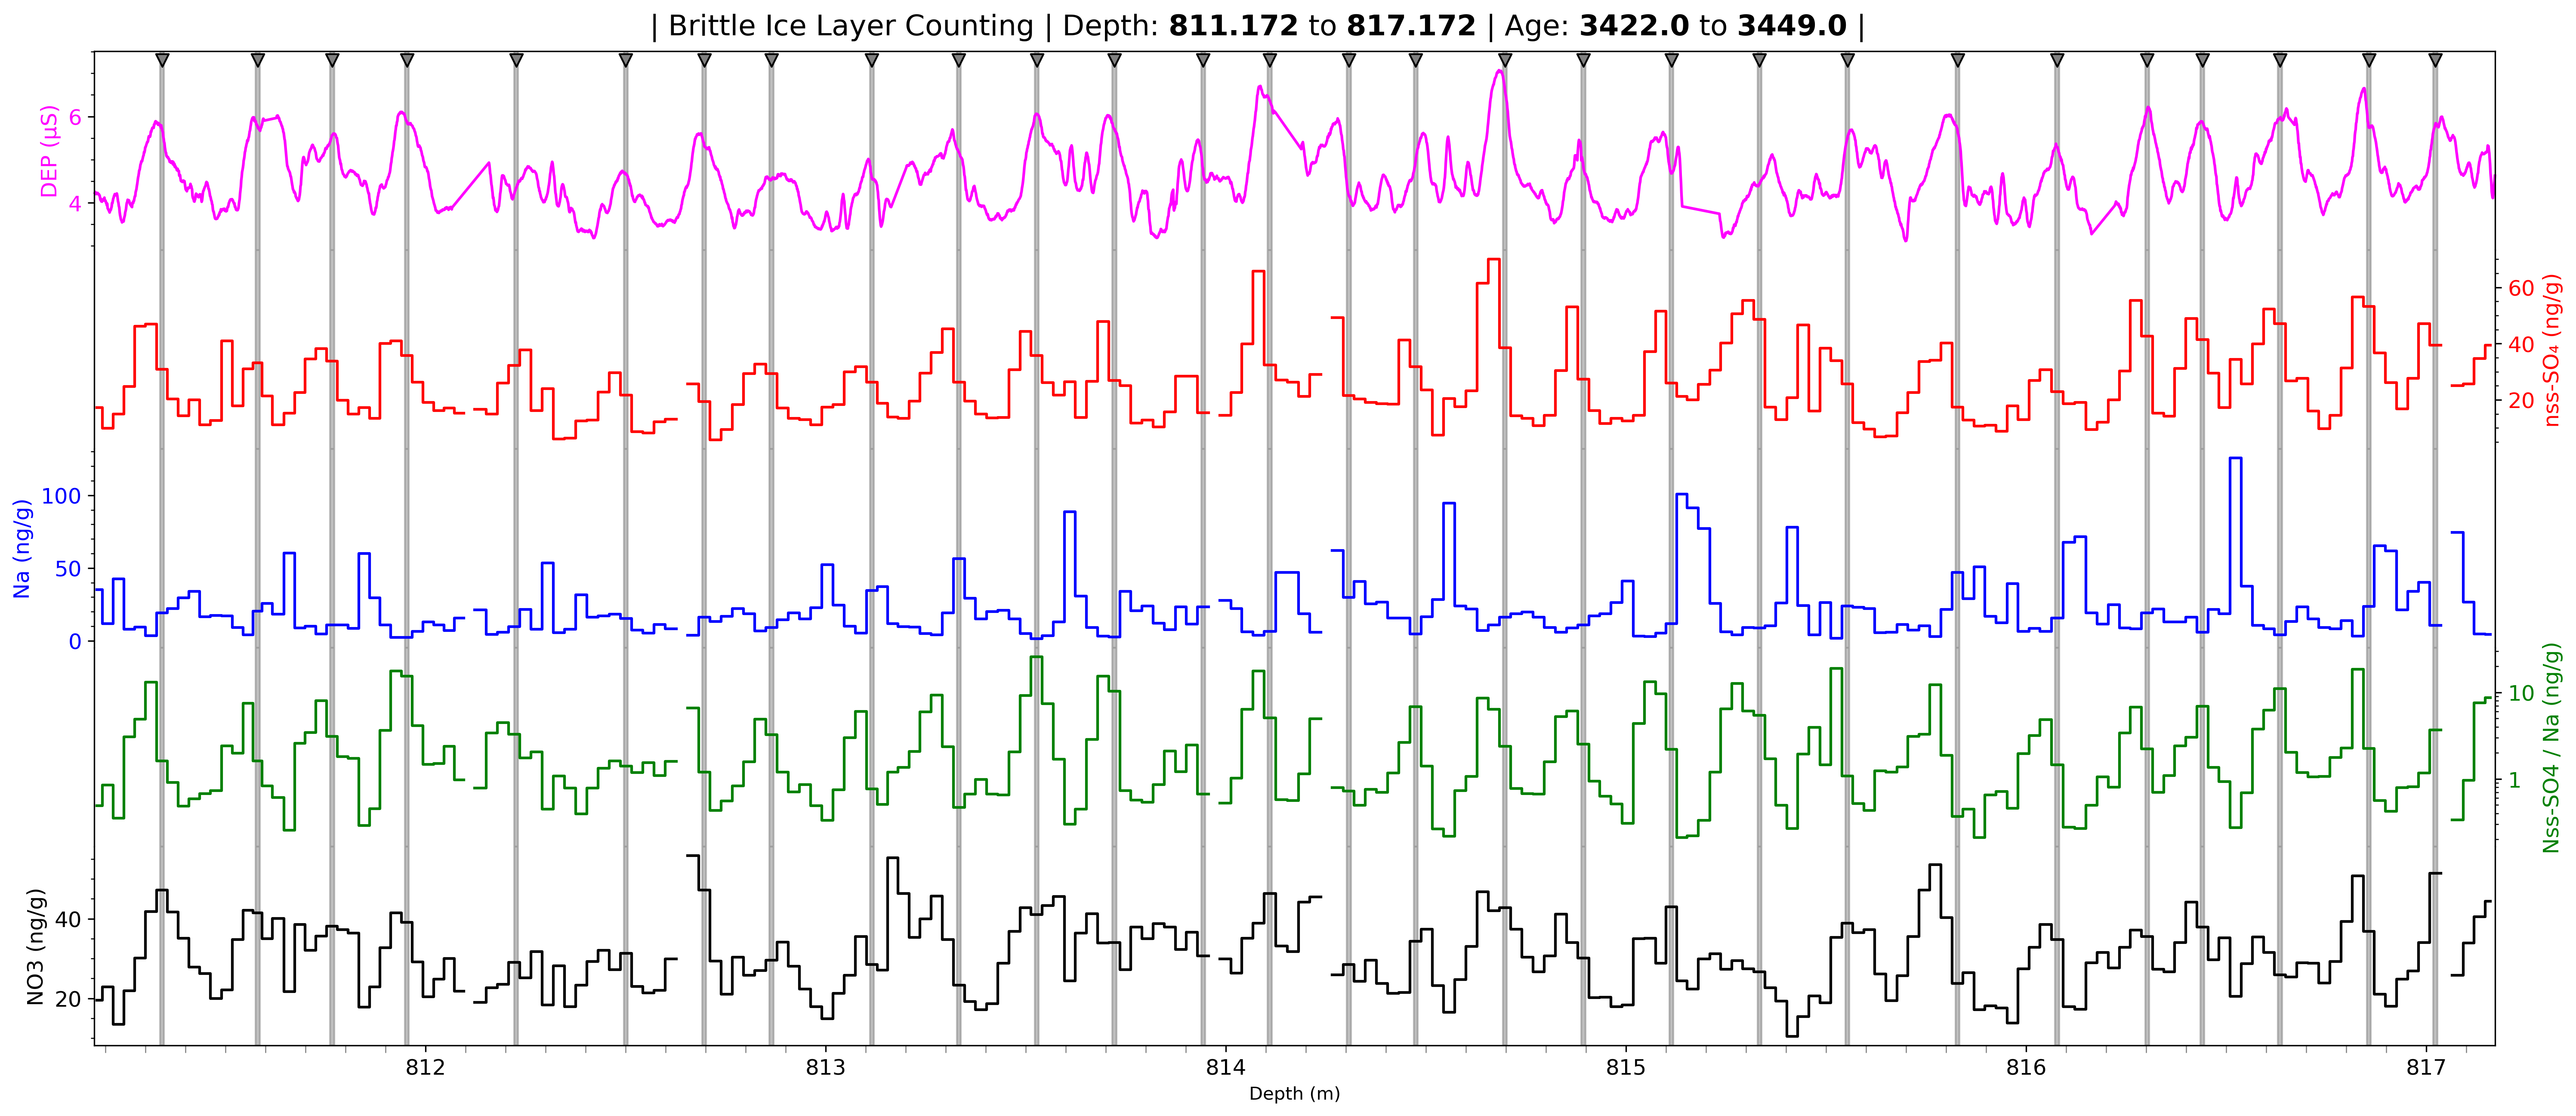 | Brittle Ice Layer Counting | Depth: 811.172 to 817.172 | Age: 3422.0 to 3449.0 |
DEP (µS)
6
4
nss-SO₄ (ng/g)
60
40
20
Na (ng/g)
100
50
0
Nss-SO4 / Na (ng/g)
10
1
NO3 (ng/g)
40
20
812
813
814
815
816
817
Depth (m)